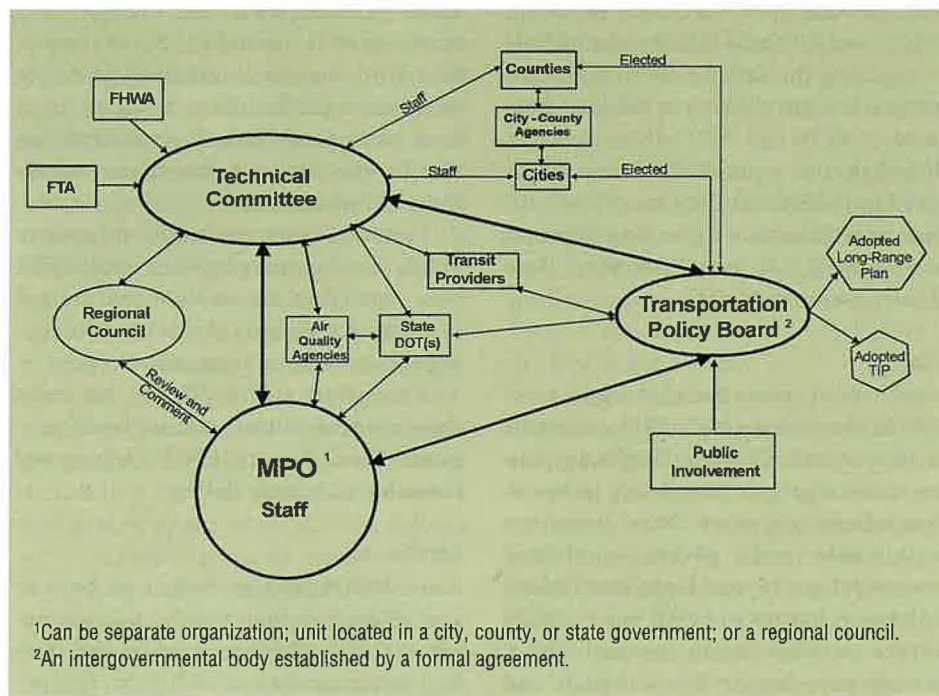 FHWA
FTA
Technical
Committee
Staff
Staff
Counties
City - County
Agencies
Cities
Elected
Elected
Regional
Council
Review and
Comment
Air
Quality
Agencies
State
DOT(s)
Transit
Providers
Transportation
Policy Board ²
Adopted
Long-Range
Plan
Adopted
TIP
Public
Involvement
MPO ¹
Staff
¹Can be separate organization; unit located in a city, county, or state government; or a regional council.
²An intergovernmental body established by a formal agreement.